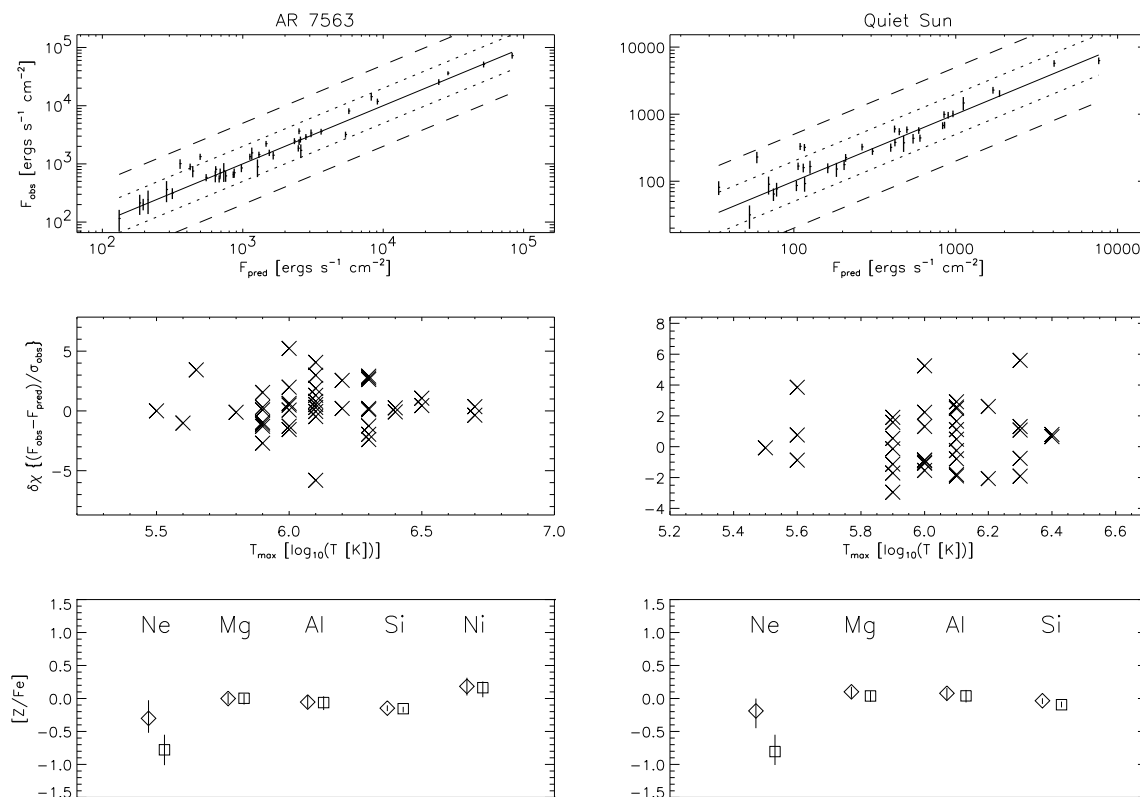 AR 7563
Quiet Sun
F_obs [ergs s^-1 cm^-2]
10^5
10^4
10^3
10^2
10^2
10^3
10^4
10^5
F_pred [ergs s^-1 cm^-2]
10000
1000
100
100
1000
10000
F_pred [ergs s^-1 cm^-2]
δχ {(F_obs−F_pred)/σ_obs}
5
0
−5
5.5
6.0
6.5
7.0
T_max [log_10(T [K])]
8
6
4
2
0
−2
−4
5.2
5.4
5.6
5.8
6.0
6.2
6.4
6.6
T_max [log_10(T [K])]
[Z/Fe]
1.5
1.0
0.5
0.0
−0.5
−1.0
−1.5
Ne
Mg
Al
Si
Ni
1.5
1.0
0.5
0.0
−0.5
−1.0
−1.5
Ne
Mg
Al
Si